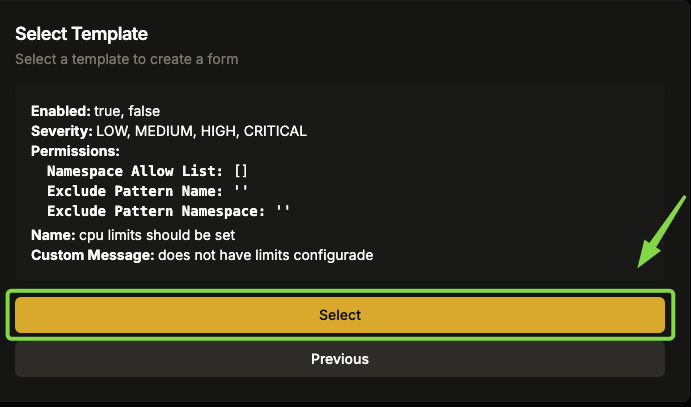 Select Template
Select a template to create a form
Enabled: true, false
Severity: LOW, MEDIUM, HIGH, CRITICAL
Permissions:
Namespace Allow List: []
Exclude Pattern Name: ''
Exclude Pattern Namespace: ''
Name: cpu limits should be set
Custom Message: does not have limits configurade
Select
Previous